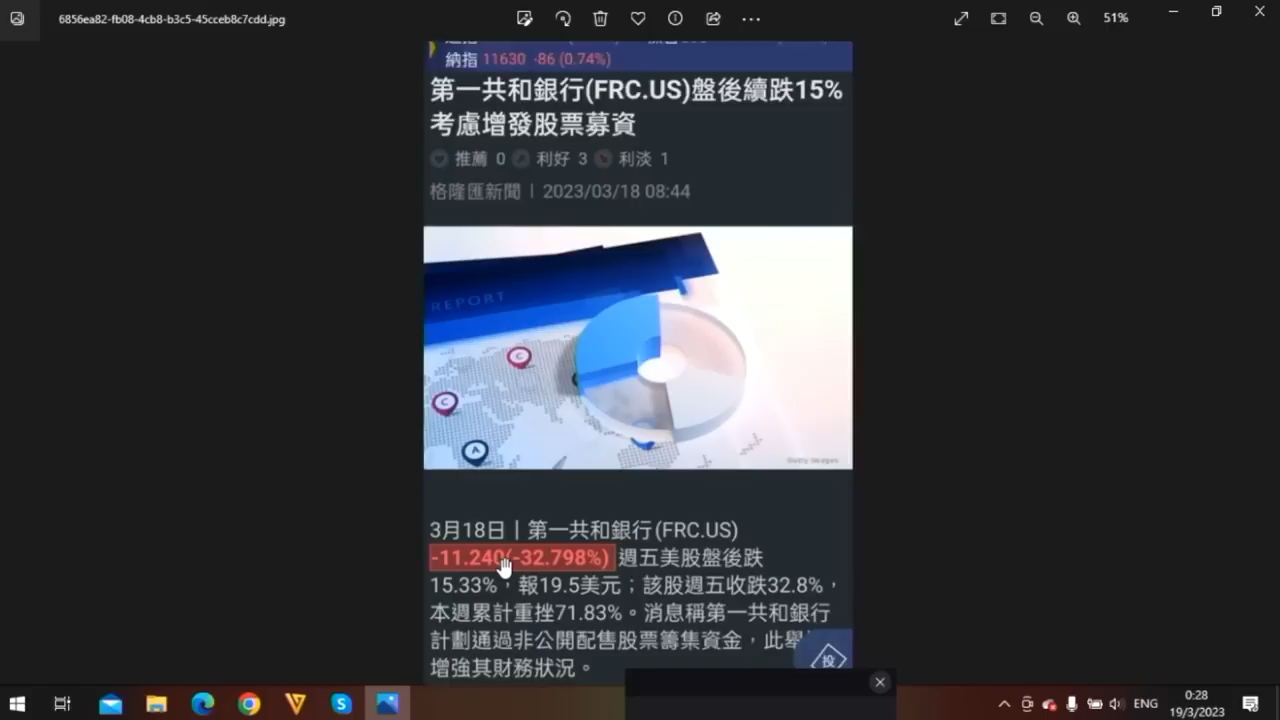 6856ea82-fb08-4cb8-b3c5-45cceb8c7cdd.jpg
51%
納指 11630 -86 (0.74%)
第一共和銀行(FRC.US)盤後續跌15%
考慮增發股票募資
推薦 0 利好 3 利淡 1
格隆匯新聞 | 2023/03/18 08:44
REPORT
C
C
A
Getty Images
3月18日｜第一共和銀行(FRC.US)
-11.240(-32.798%) 週五美股盤後跌
15.33%，報19.5美元；該股週五收跌32.8%，
本週累計重挫71.83%。消息稱第一共和銀行
計劃通過非公開配售股票籌集資金，此舉
增強其財務狀況。
投
ENG
0:28
19/3/2023